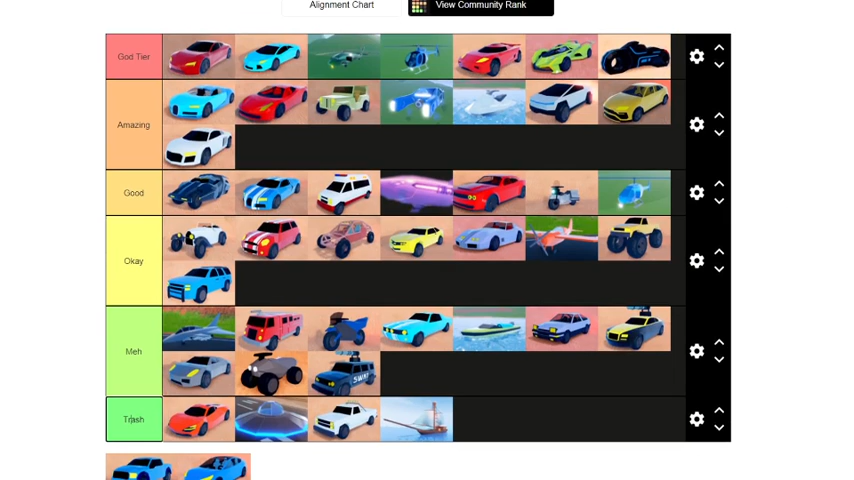 Alignment Chart
View Community Rank
God Tier
Amazing
Good
Okay
Meh
SWAT
Trash